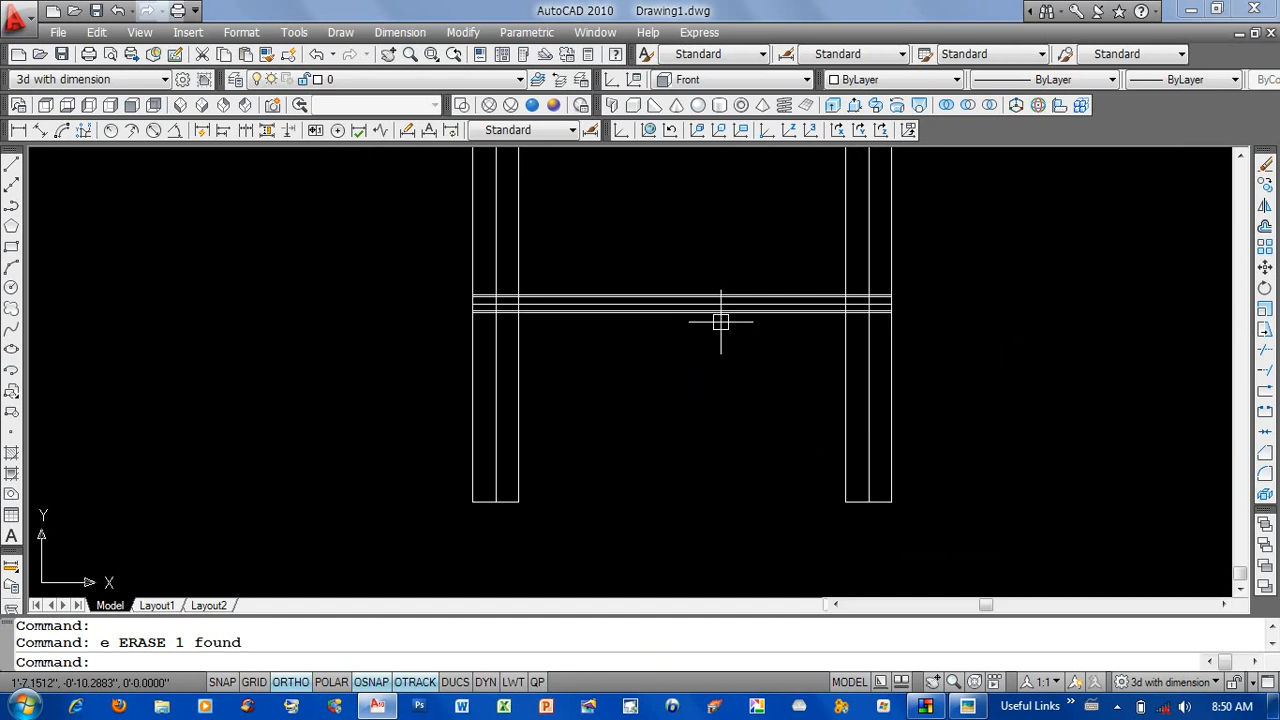 AutoCAD 2010 Drawing1.dwg
File Edit View Insert Format Tools Draw Dimension Modify Parametric Window Help Express
Standard Standard Standard Standard
3d with dimension 0 Front ByLayer ByLayer ByLayer ByCo
Standard
Y
X
Model Layout1 Layout2
Command:
Command: e ERASE 1 found
Command:
1'-7.1512", -0'-10.2883", 0'-0.0000" SNAP GRID ORTHO POLAR OSNAP OTRACK DUCS DYN LWT QP MODEL 1:1 3d with dimension
Useful Links » 8:50 AM